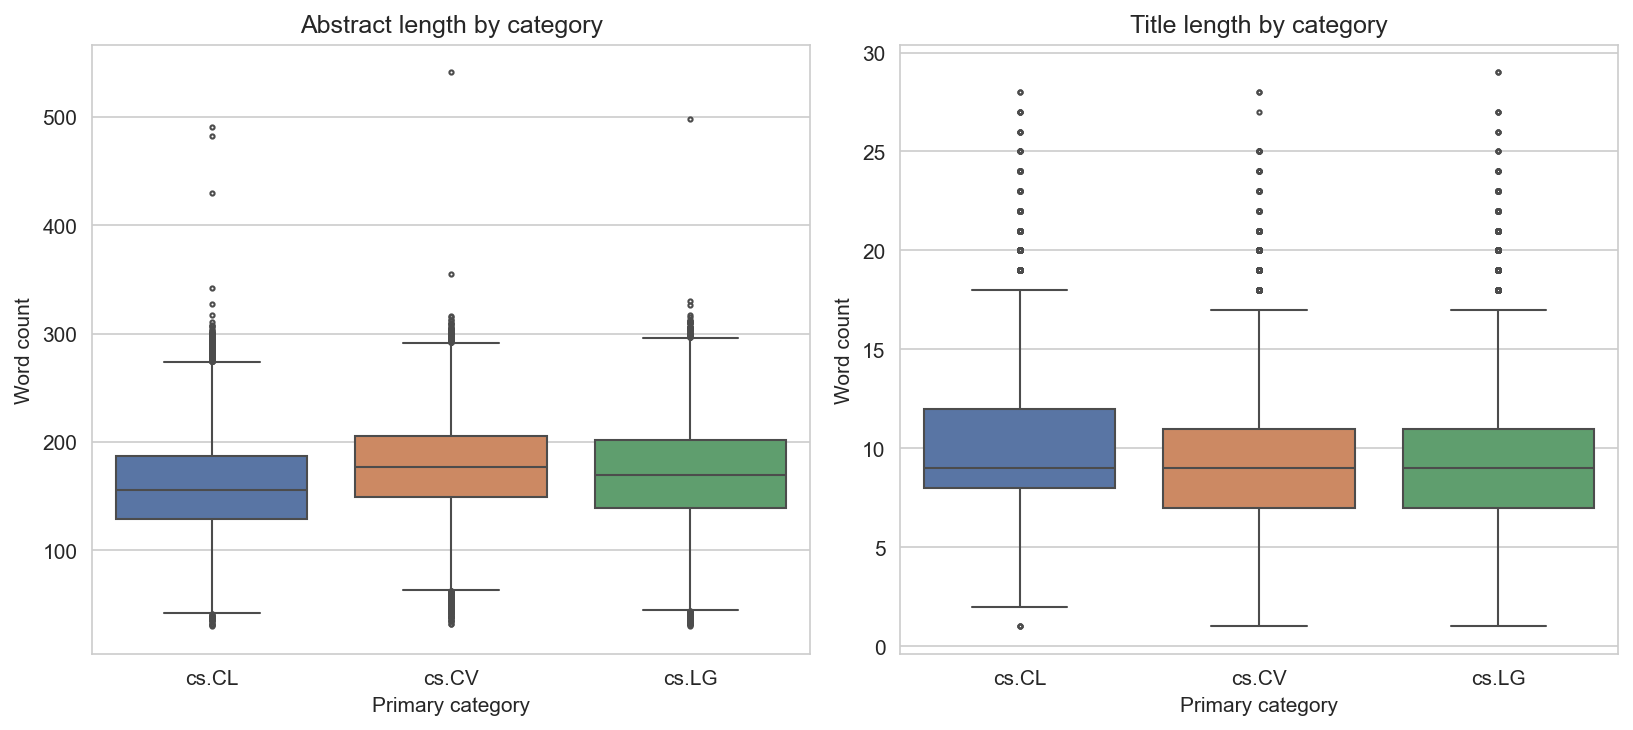 Abstract length by category
Word count
500
400
300
200
100
cs.CL
cs.CV
cs.LG
Primary category
Title length by category
Word count
30
25
20
15
10
5
0
cs.CL
cs.CV
cs.LG
Primary category